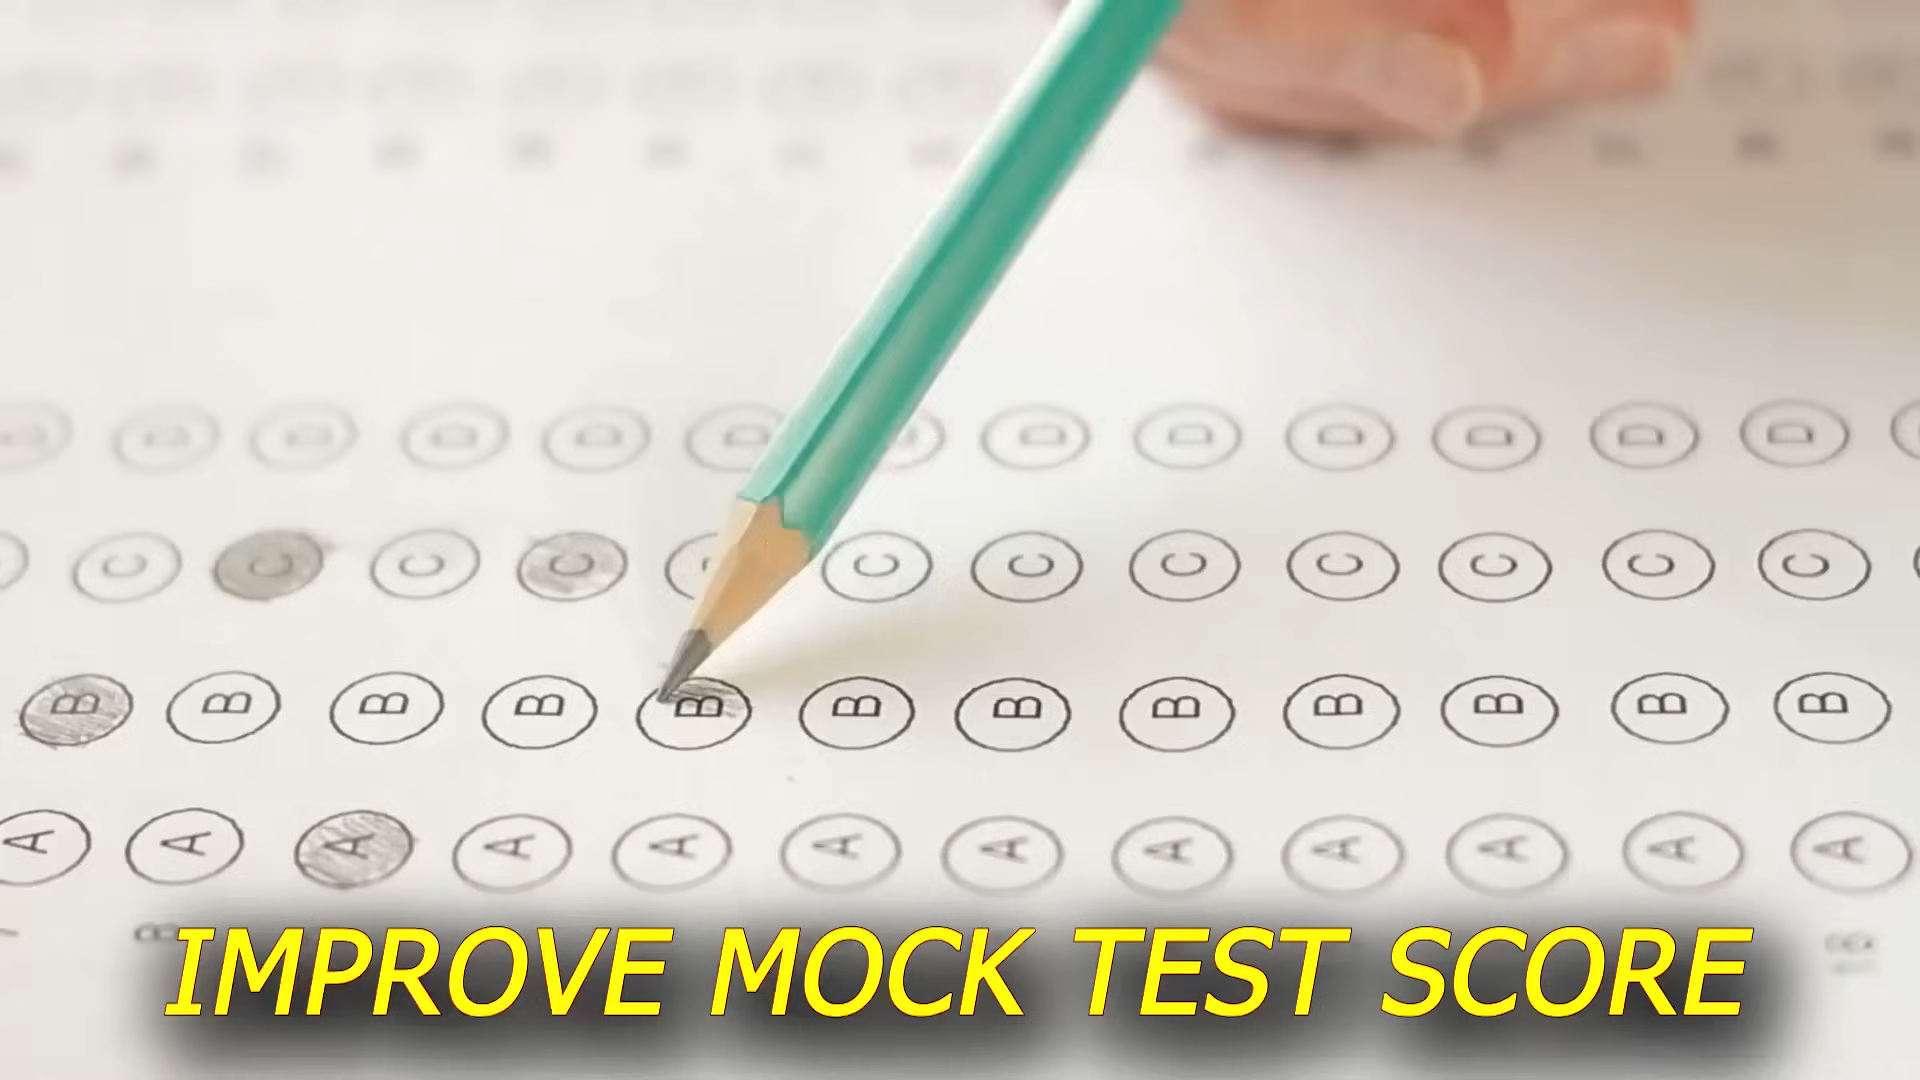 D D D D D D D D D D D
C C C C C C C C C C C
B B B B B B B B B B B B
A A A A A A A A A A A A
IMPROVE MOCK TEST SCORE